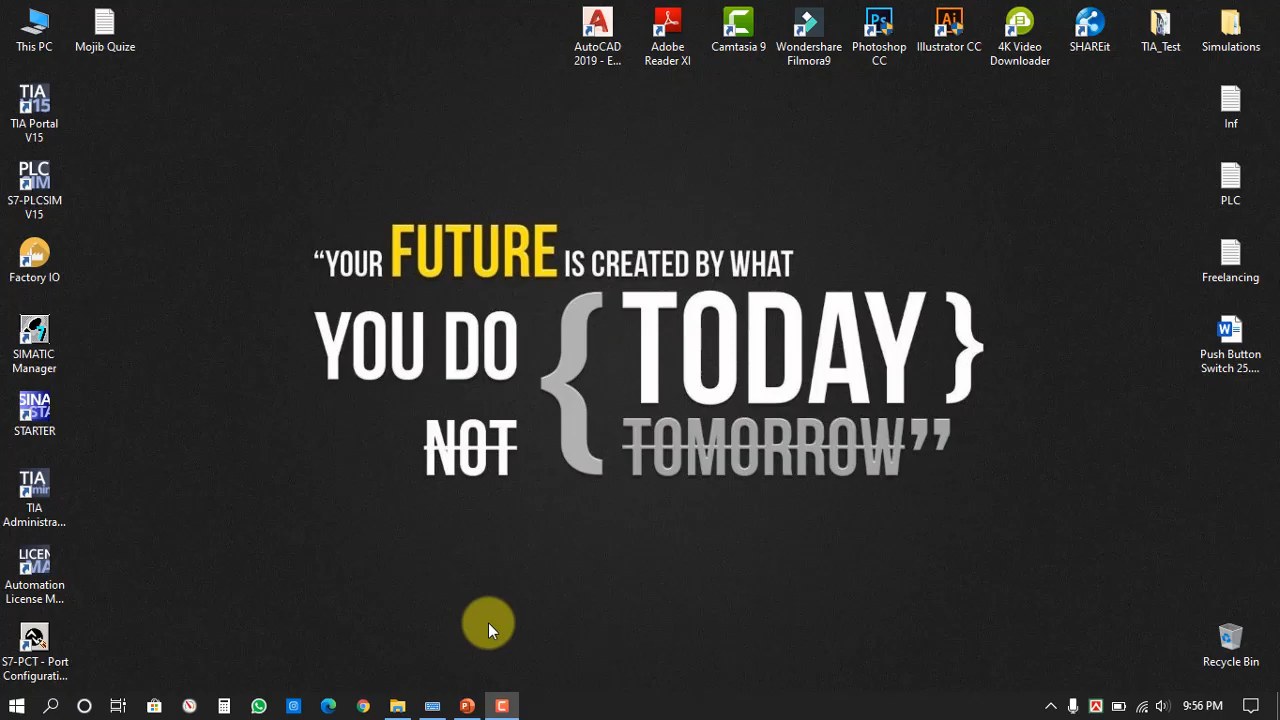 This PC
Mojib Quize
AutoCAD
2019 - E...
Adobe
Reader XI
Camtasia 9
Wondershare
Filmora9
Photoshop
CC
Illustrator CC
4K Video
Downloader
SHAREit
TIA_Test
Simulations
TIA Portal
V15
S7-PLCSIM
V15
Factory IO
SIMATIC
Manager
STARTER
TIA
Administra...
Automation
License M...
S7-PCT - Port
Configurati...
“YOUR FUTURE IS CREATED BY WHAT
YOU DO { TODAY }
NOT TOMORROW”
Inf
PLC
Freelancing
Push Button
Switch 25....
Recycle Bin
9:56 PM